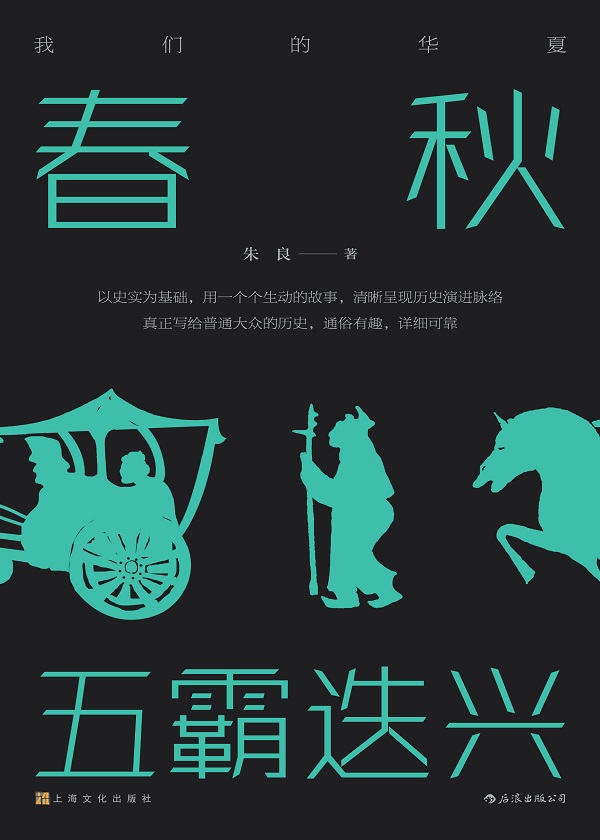 我们的华夏
春秋
朱良——著
以史实为基础，用一个个生动的故事，清晰呈现历史演进脉络
真正写给普通大众的历史，通俗有趣，详细可靠
五霸迭兴
上海文化出版社
后浪出版公司